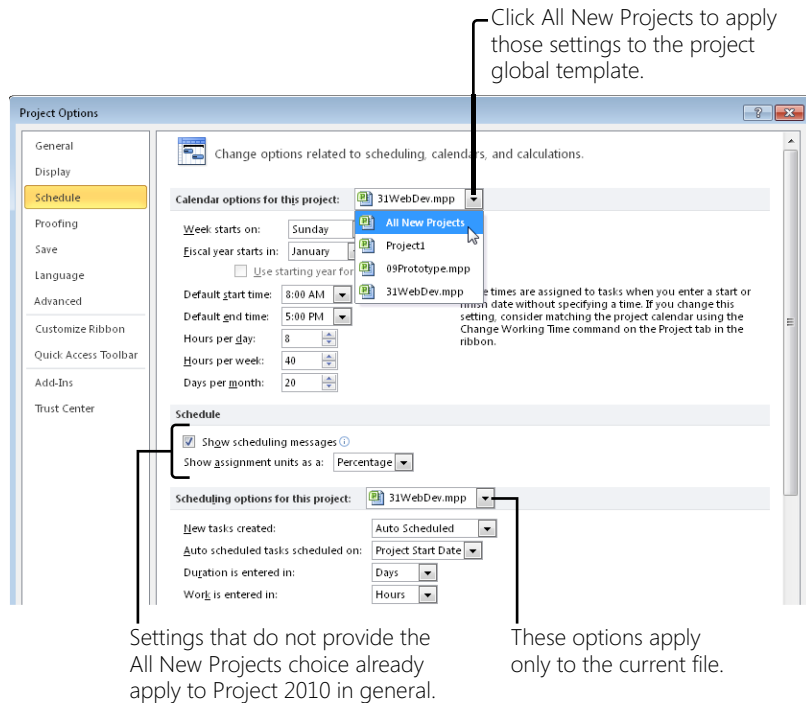 Click All New Projects to apply
those settings to the project
global template.
Project Options
General
Display
Schedule
Proofing
Save
Language
Advanced
Customize Ribbon
Quick Access Toolbar
Add-Ins
Trust Center
Change options related to scheduling, calendars, and calculations.
Calendar options for this project: 31WebDev.mpp
All New Projects
Project1
09Prototype.mpp
31WebDev.mpp
Week starts on: Sunday
Fiscal year starts in: January
Use starting year for
Default start time: 8:00 AM
Default end time: 5:00 PM
Hours per day: 8
Hours per week: 40
Days per month: 20
times are assigned to tasks when you enter a start or
finish date without specifying a time. If you change this
setting, consider matching the project calendar using the
Change Working Time command on the Project tab in the
ribbon.
Schedule
Show scheduling messages
Show assignment units as a: Percentage
Scheduling options for this project: 31WebDev.mpp
New tasks created: Auto Scheduled
Auto scheduled tasks scheduled on: Project Start Date
Duration is entered in: Days
Work is entered in: Hours
Settings that do not provide the
All New Projects choice already
apply to Project 2010 in general.
These options apply
only to the current file.